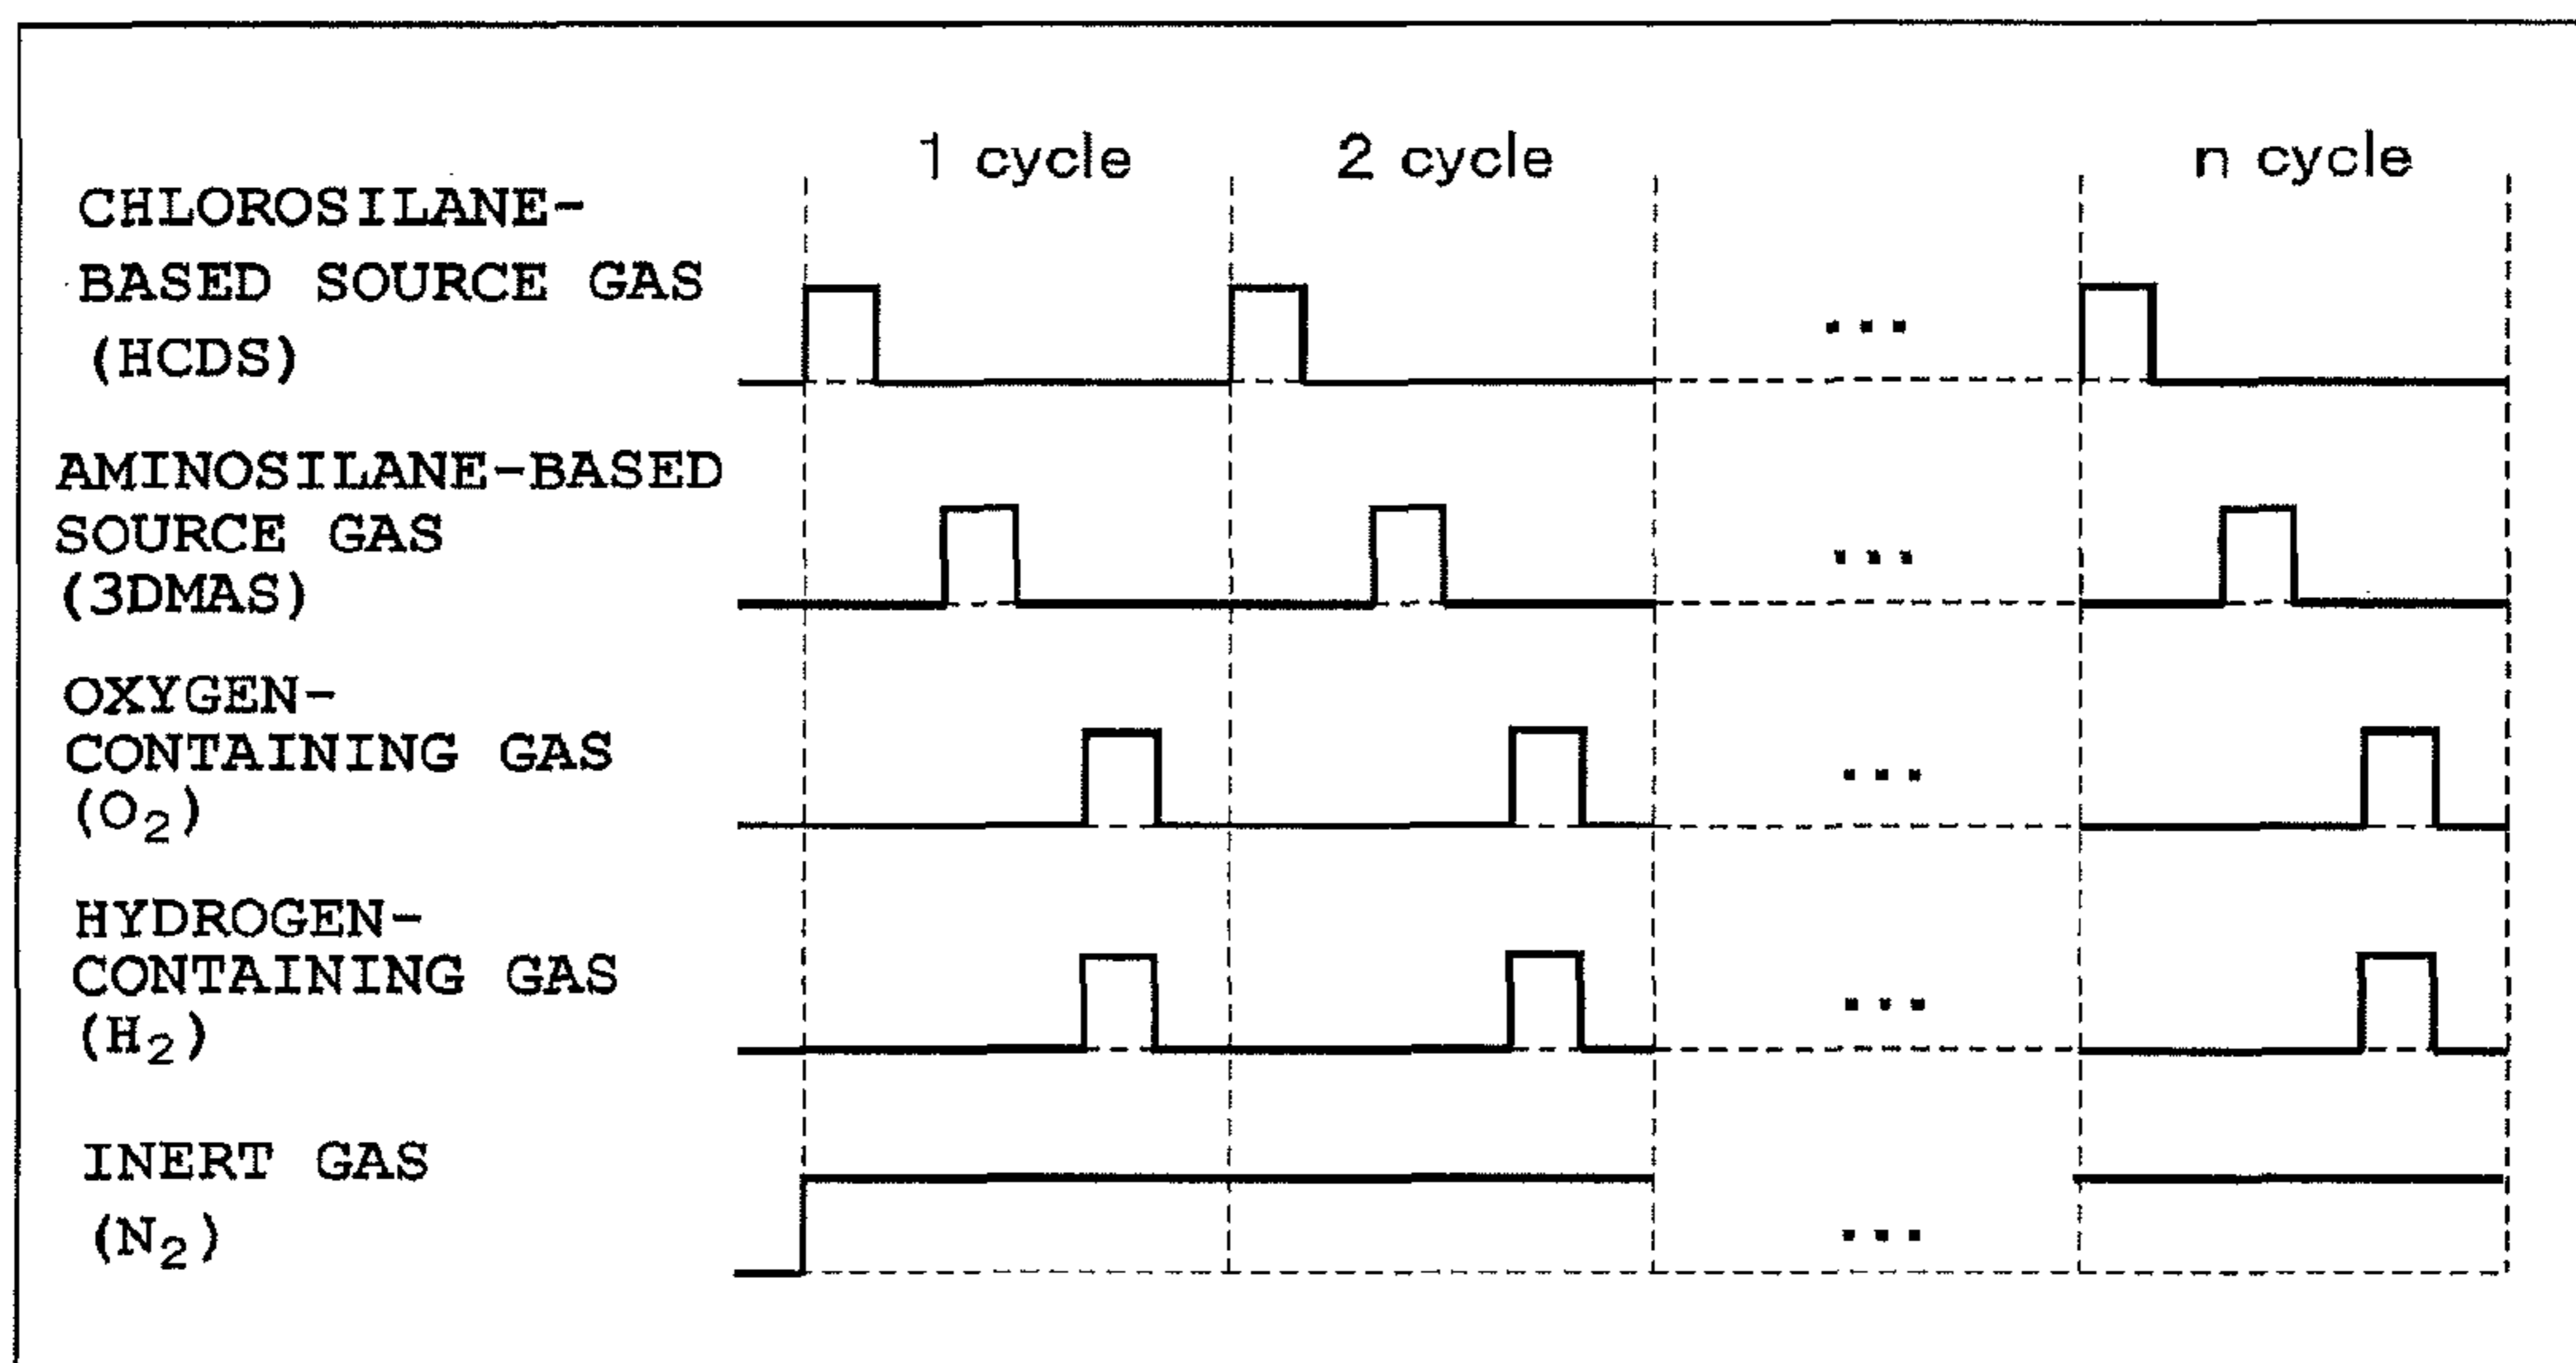 1 cycle 2 cycle n cycle
CHLOROSILANE-
BASED SOURCE GAS
(HCDS)
...
AMINOSILANE-BASED
SOURCE GAS
(3DMAS)
...
OXYGEN-
CONTAINING GAS
(O₂)
...
HYDROGEN-
CONTAINING GAS
(H₂)
...
INERT GAS
(N₂)
...